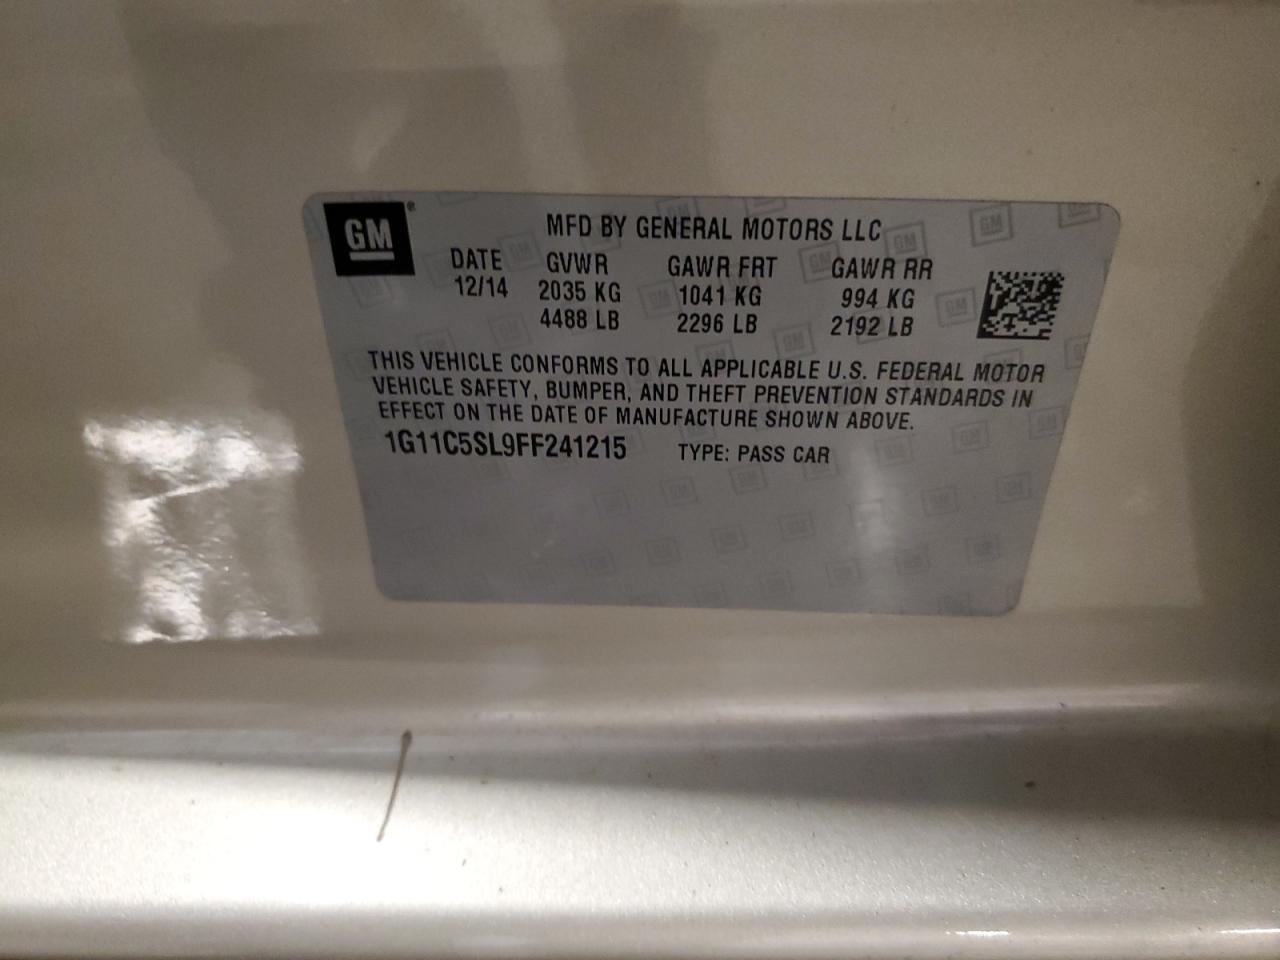 GM®
MFD BY GENERAL MOTORS LLC
DATE GVWR GAWR FRT GAWR RR
12/14 2035 KG 1041 KG 994 KG
4488 LB 2296 LB 2192 LB
THIS VEHICLE CONFORMS TO ALL APPLICABLE U.S. FEDERAL MOTOR
VEHICLE SAFETY, BUMPER, AND THEFT PREVENTION STANDARDS IN
EFFECT ON THE DATE OF MANUFACTURE SHOWN ABOVE.
1G11C5SL9FF241215 TYPE: PASS CAR